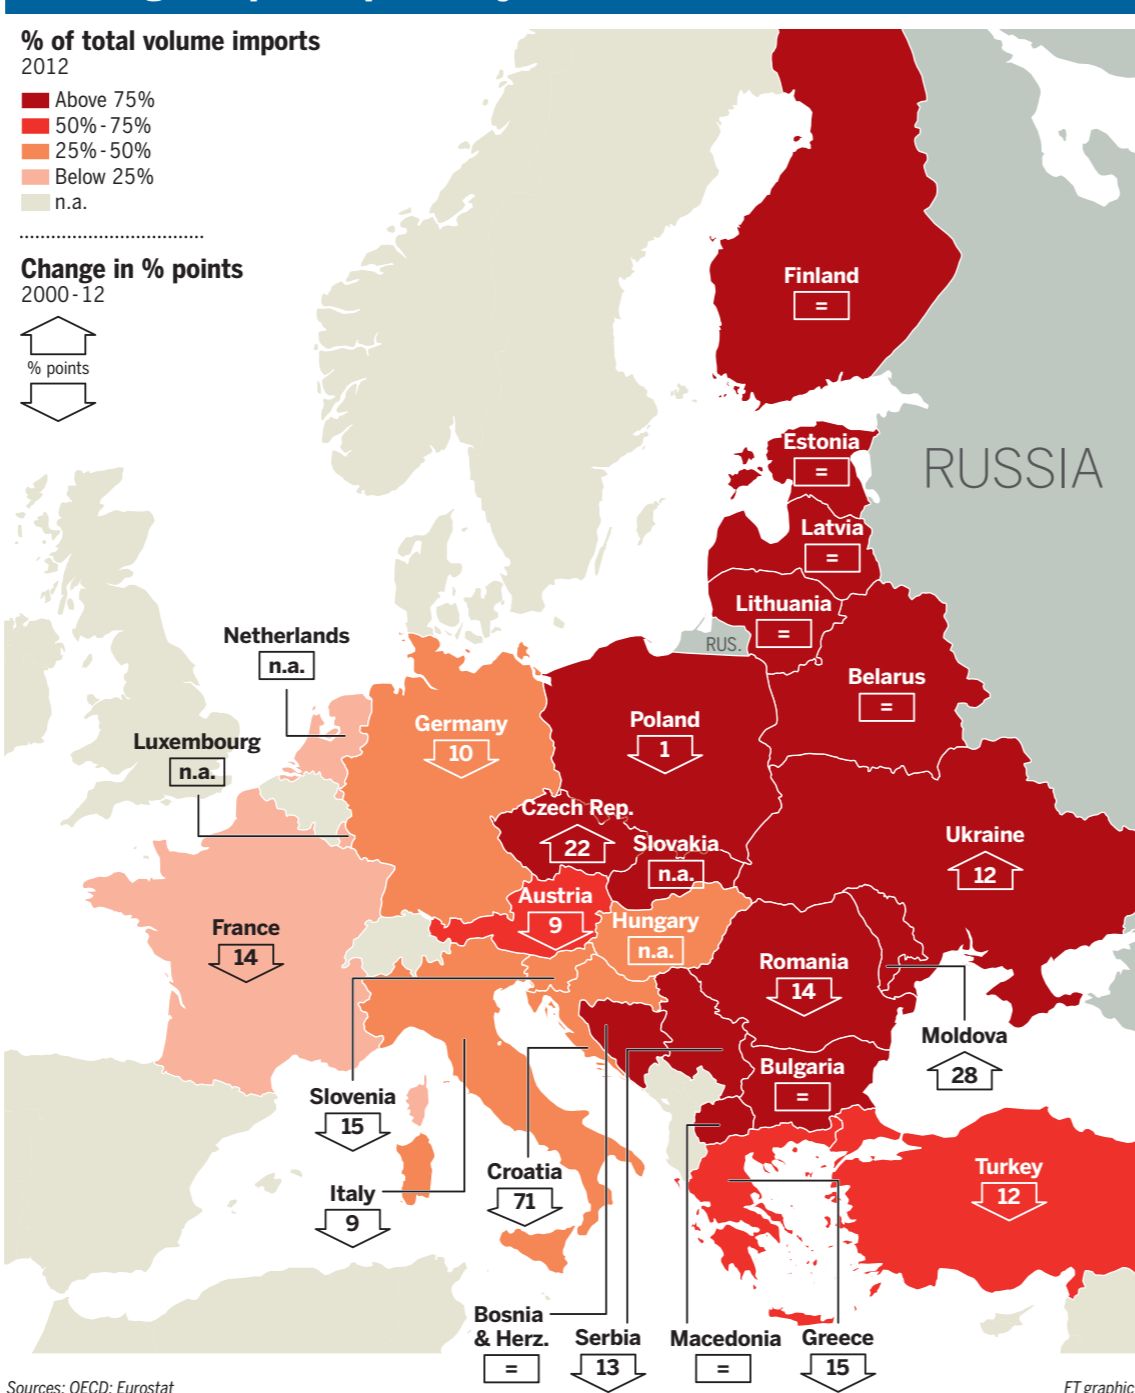 % of total volume imports
2012
Above 75%
50%-75%
25%-50%
Below 25%
n.a.
Change in % points
2000-12
% points
Finland
=
Estonia
=
RUSSIA
Latvia
=
Lithuania
=
RUS.
Belarus
=
Netherlands
n.a.
Luxembourg
n.a.
Germany
10
Poland
1
Czech Rep.
22
Slovakia
n.a.
Ukraine
12
Austria
9
Hungary
n.a.
France
14
Romania
14
Moldova
28
Bulgaria
=
Slovenia
15
Italy
9
Croatia
71
Turkey
12
Bosnia
& Herz.
=
Serbia
13
Macedonia
=
Greece
15
Sources: OECD; Eurostat
FT graphic